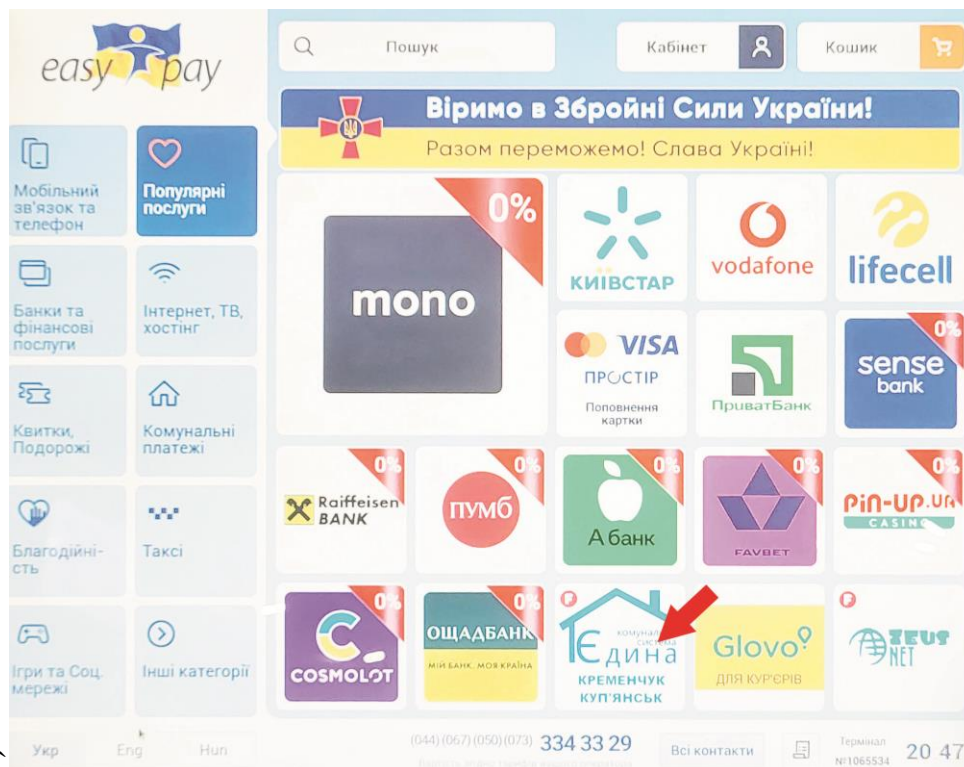 easy pay
Пошук
Кабінет
Кошик
Віримо в Збройні Сили України!
Разом переможемо! Слава Україні!
Мобільний
зв'язок та
телефон
Популярні
послуги
Банки та
фінансові
послуги
Інтернет, ТВ,
хостінг
Квитки,
Подорожі
Комунальні
платежі
Благодійні-
сть
Таксі
Ігри та Соц.
мережі
Інші категорії
0%
mono
КИЇВСТАР
vodafone
lifecell
VISA
ПРОСТІР
Поповнення
картки
ПриватБанк
0%
sense
bank
0%
Raiffeisen
BANK
0%
ПУМБ
0%
А банк
0%
FAVBET
0%
PIN-UP.UA
CASINO
0%
COSMOLOT
0%
ОЩАДБАНК
МІЙ БАНК. МОЯ КРАЇНА
система
Єдина
КРЕМЕНЧУК
КУП'ЯНСЬК
Glovo
ДЛЯ КУР'ЄРІВ
ZEUS
NET
Укр
Eng
Hun
(044) (067) (050) (073) 334 33 29
Всі контакти
Термінал
№1065534
20 47